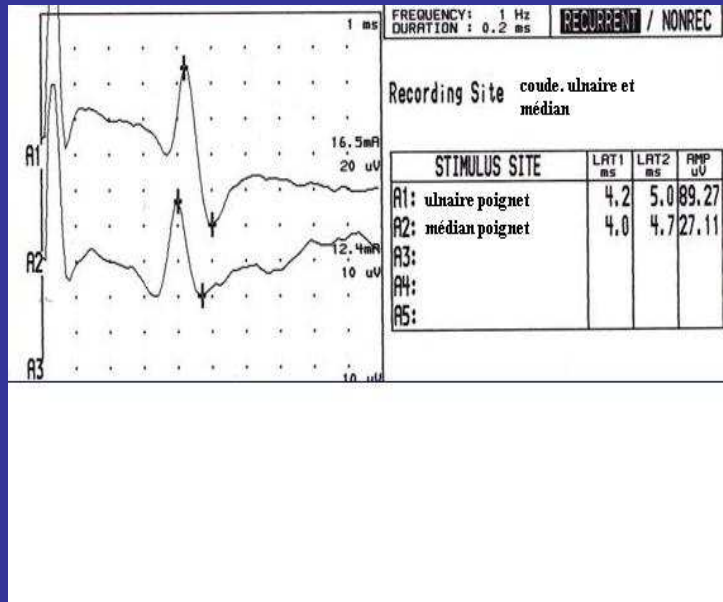 1 ms
16.5mA
20 uV
A1
12.4mA
10 uV
A2
A3
10 uV
FREQUENCY: 1 Hz
DURATION : 0.2 ms
RECURRENT / NONREC
Recording Site coude. ulnaire et
médian
STIMULUS SITE LAT1 LAT2 AMP
ms ms uV
A1: ulnaire poignet 4.2 5.0 89.27
A2: médian poignet 4.0 4.7 27.11
A3:
A4:
A5: